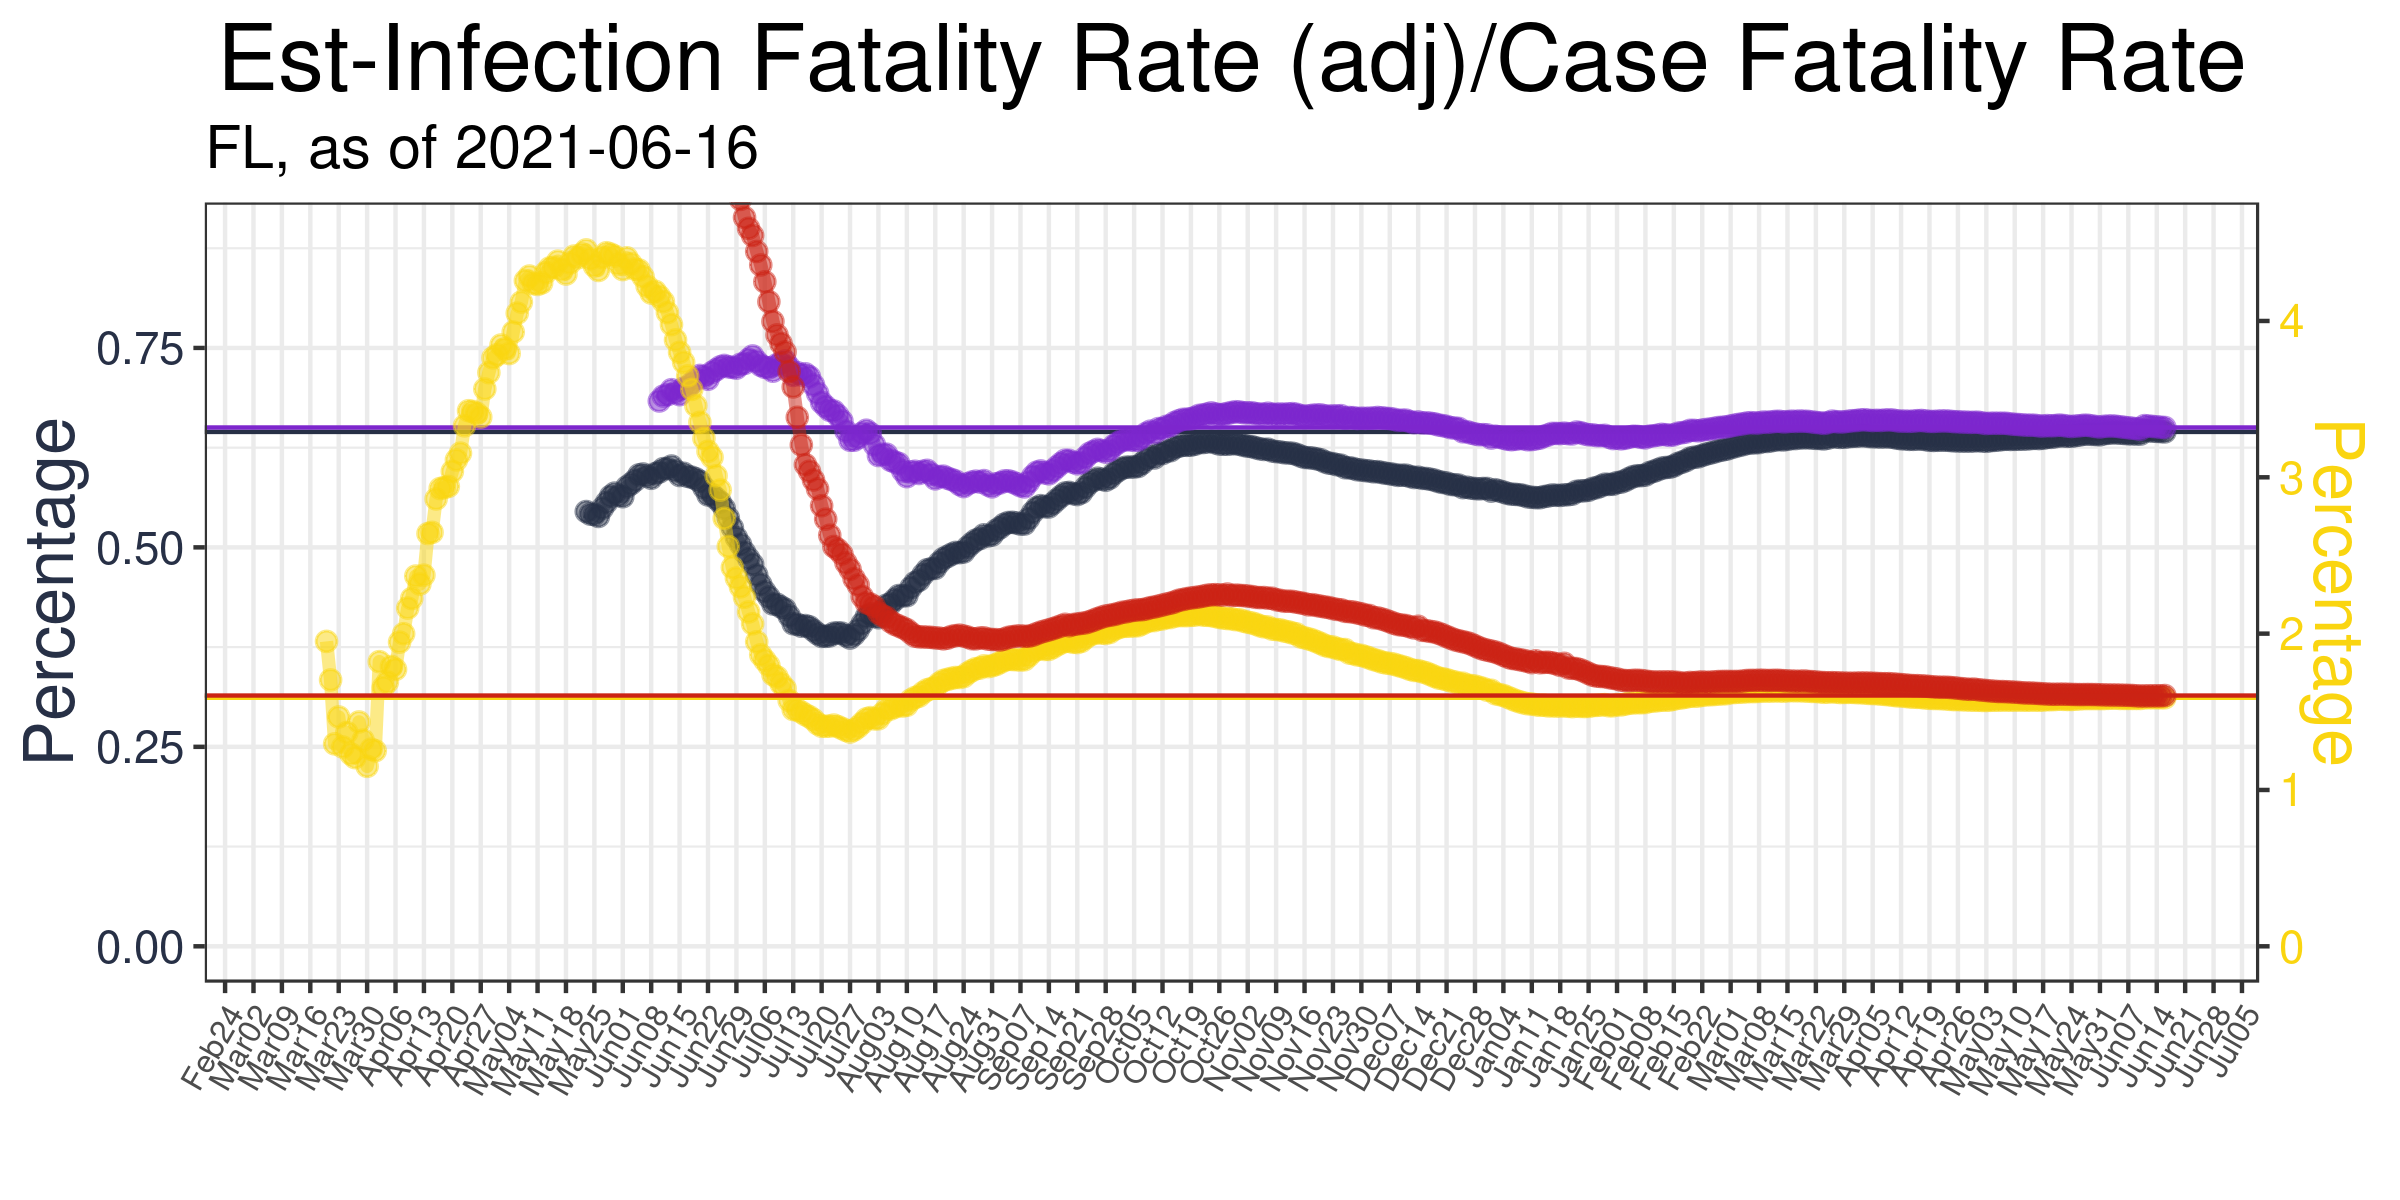 Est-Infection Fatality Rate (adj)/Case Fatality Rate
FL, as of 2021-06-16
Percentage
0.75
0.50
0.25
0.00
4
3
2
1
0
Percentage
Feb24
Mar02
Mar09
Mar16
Mar23
Mar30
Apr06
Apr13
Apr20
Apr27
May04
May11
May18
May25
Jun01
Jun08
Jun15
Jun22
Jun29
Jul06
Jul13
Jul20
Jul27
Aug03
Aug10
Aug17
Aug24
Aug31
Sep07
Sep14
Sep21
Sep28
Oct05
Oct12
Oct19
Oct26
Nov02
Nov09
Nov16
Nov23
Nov30
Dec07
Dec14
Dec21
Dec28
Jan04
Jan11
Jan18
Jan25
Feb01
Feb08
Feb15
Feb22
Mar01
Mar08
Mar15
Mar22
Mar29
Apr05
Apr12
Apr19
Apr26
May03
May10
May17
May24
May31
Jun07
Jun14
Jun21
Jun28
Jul05